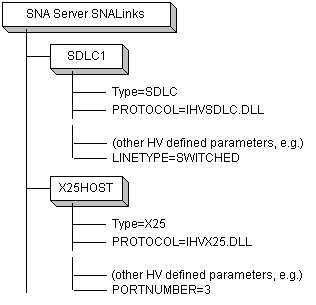 SNA Server SNALinks
SDLC1
Type=SDLC
PROTOCOL=IHVSDLC.DLL
(other HV defined parameters, e.g.)
LINETYPE=SWITCHED
X25HOST
Type=X25
PROTOCOL=IHVX25.DLL
(other HV defined parameters, e.g.)
PORTNUMBER=3